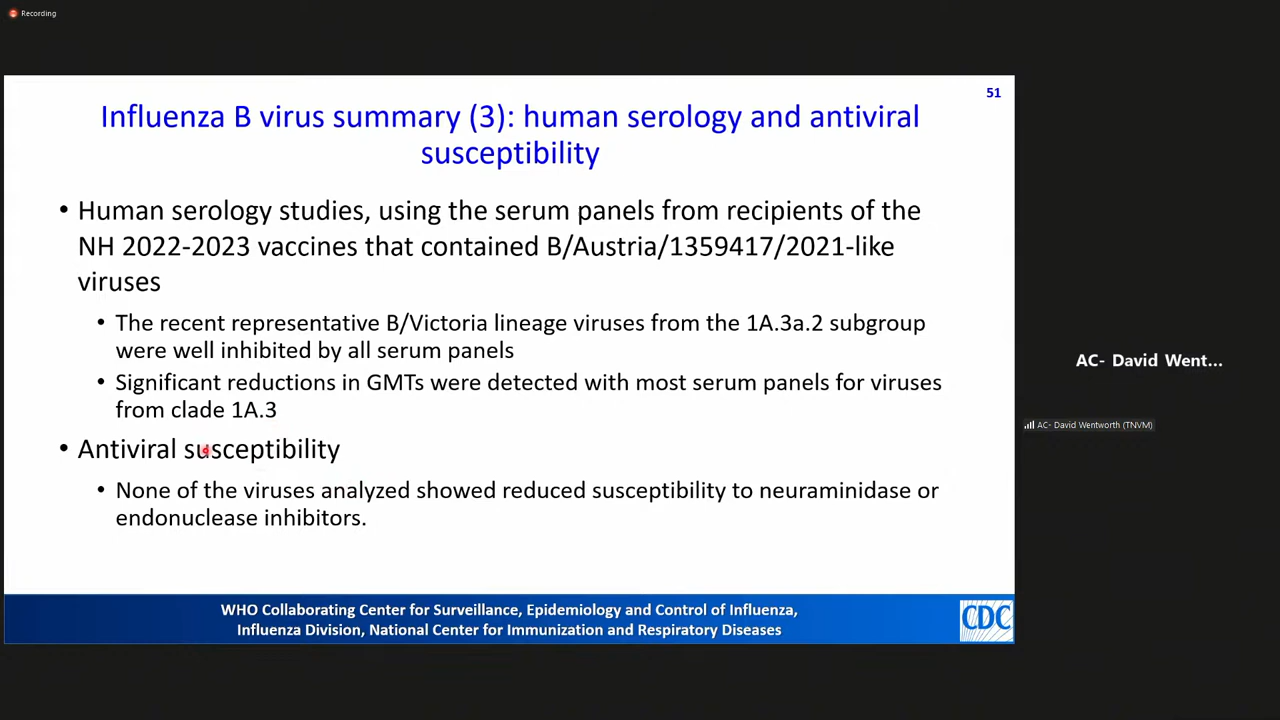 Recording
51
Influenza B virus summary (3): human serology and antiviral
susceptibility
• Human serology studies, using the serum panels from recipients of the
NH 2022-2023 vaccines that contained B/Austria/1359417/2021-like
viruses
• The recent representative B/Victoria lineage viruses from the 1A.3a.2 subgroup
were well inhibited by all serum panels
• Significant reductions in GMTs were detected with most serum panels for viruses
from clade 1A.3
• Antiviral susceptibility
• None of the viruses analyzed showed reduced susceptibility to neuraminidase or
endonuclease inhibitors.
WHO Collaborating Center for Surveillance, Epidemiology and Control of Influenza,
Influenza Division, National Center for Immunization and Respiratory Diseases
CDC
AC- David Went...
AC- David Wentworth (TNVM)